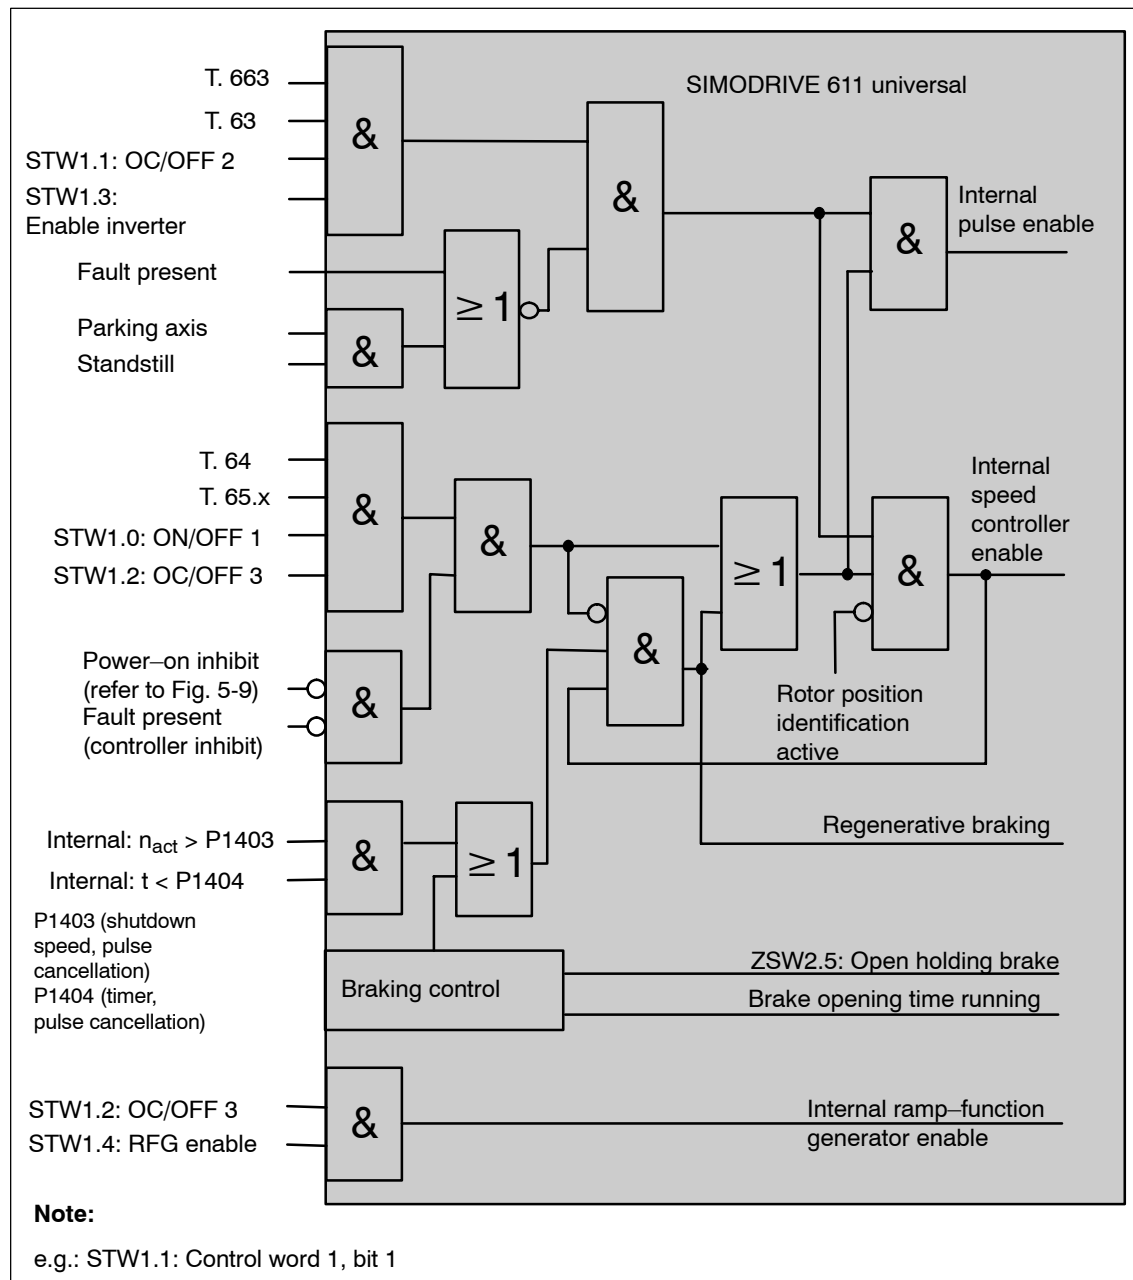 SIMODRIVE 611 universal
T. 663
T. 63
STW1.1: OC/OFF 2
STW1.3:
Enable inverter
&
&
&
Internal
pulse enable
Fault present
≥ 1
Parking axis
Standstill
&
T. 64
T. 65.x
STW1.0: ON/OFF 1
STW1.2: OC/OFF 3
&
&
≥ 1
&
Internal
speed
controller
enable
&
Power–on inhibit
(refer to Fig. 5-9)
Fault present
(controller inhibit)
&
Rotor position
identification
active
Internal: nact > P1403
Internal: t < P1404
&
≥ 1
Regenerative braking
P1403 (shutdown
speed, pulse
cancellation)
P1404 (timer,
pulse cancellation)
Braking control
ZSW2.5: Open holding brake
Brake opening time running
STW1.2: OC/OFF 3
STW1.4: RFG enable
&
Internal ramp–function
generator enable
Note:
e.g.: STW1.1: Control word 1, bit 1